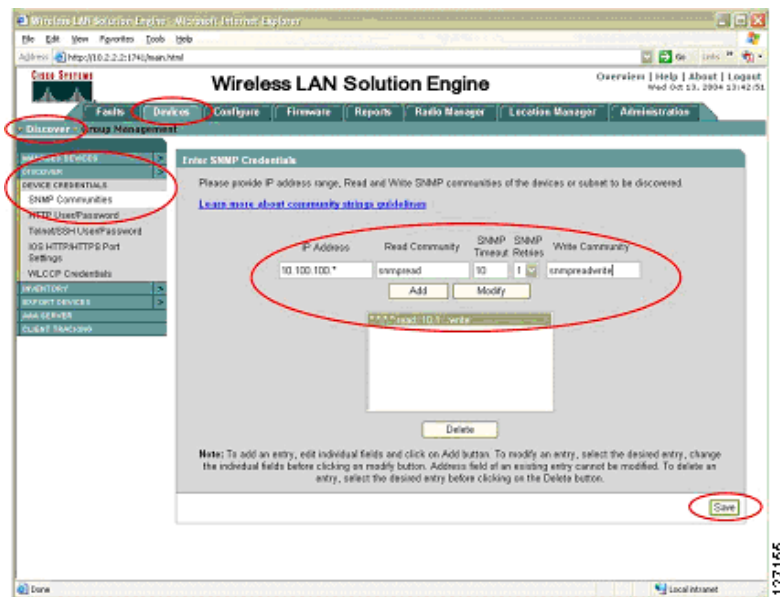 Wireless LAN Solution Engine - Microsoft Internet Explorer
File Edit View Favorites Tools Help
Address http://10.2.2.2:1741/main.html Go Links »
CISCO SYSTEMS
Wireless LAN Solution Engine
Overview | Help | About | Logout
Wed Oct 13, 2004 13:42:51
Faults Devices Configure Firmware Reports Radio Manager Location Manager Administration
Discover Group Management
MANAGED DEVICES
DISCOVER
DEVICE CREDENTIALS
SNMP Communities
HTTP User/Password
Telnet/SSH User/Password
IOS HTTP/HTTPS Port
Settings
WLCCP Credentials
INVENTORY
EXPORT DEVICES
AAA SERVER
CLIENT TRACKING
Enter SNMP Credentials
Please provide IP address range, Read and Write SNMP communities of the devices or subnet to be discovered.
Learn more about community strings guidelines
IP Address Read Community SNMP Timeout SNMP Retries Write Community
10.100.100.* snmpread 10 1 snmpreadwrite
Add Modify
*.*.*.* read :10:1: :write
Delete
Note: To add an entry, edit individual fields and click on Add button. To modify an entry, select the desired entry, change
the individual fields before clicking on modify button. Address field of an existing entry cannot be modified. To delete an
entry, select the desired entry before clicking on the Delete button.
Save
Done
Local intranet
127166